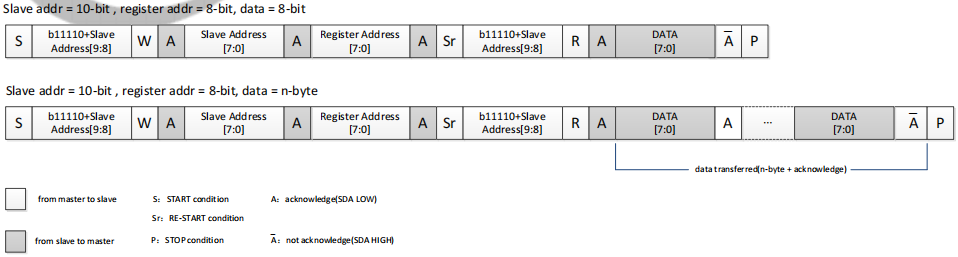 Slave addr = 10-bit , register addr = 8-bit, data = 8-bit
S b11110+Slave Address[9:8] W A Slave Address [7:0] A Register Address [7:0] A Sr b11110+Slave Address[9:8] R A DATA [7:0] A̅ P
Slave addr = 10-bit , register addr = 8-bit, data = n-byte
S b11110+Slave Address[9:8] W A Slave Address [7:0] A Register Address [7:0] A Sr b11110+Slave Address[9:8] R A DATA [7:0] A ... DATA [7:0] A̅ P
data transferred(n-byte + acknowledge)
from master to slave S: START condition A: acknowledge(SDA LOW)
Sr: RE-START condition
from slave to master P: STOP condition A̅: not acknowledge(SDA HIGH)